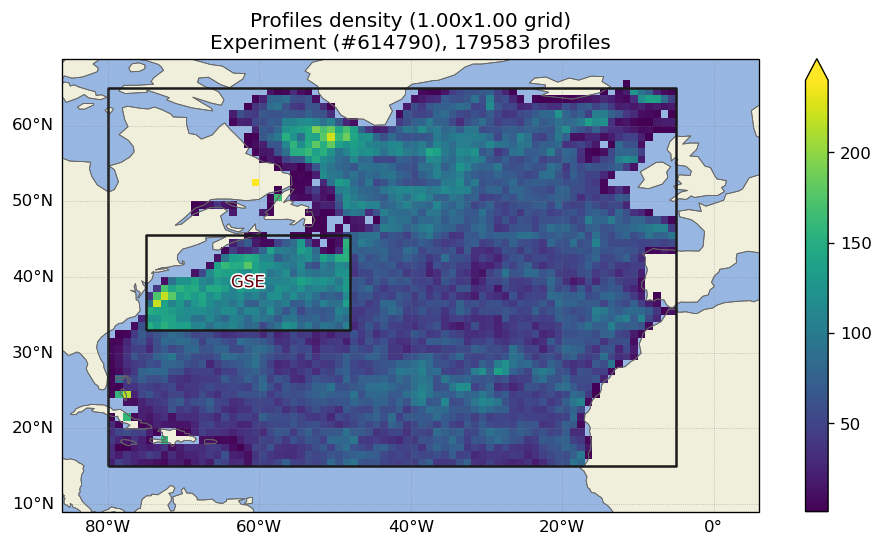 Profiles density (1.00x1.00 grid)
Experiment (#614790), 179583 profiles
60°N
50°N
40°N
30°N
20°N
10°N
GSE
80°W
60°W
40°W
20°W
0°
200
150
100
50